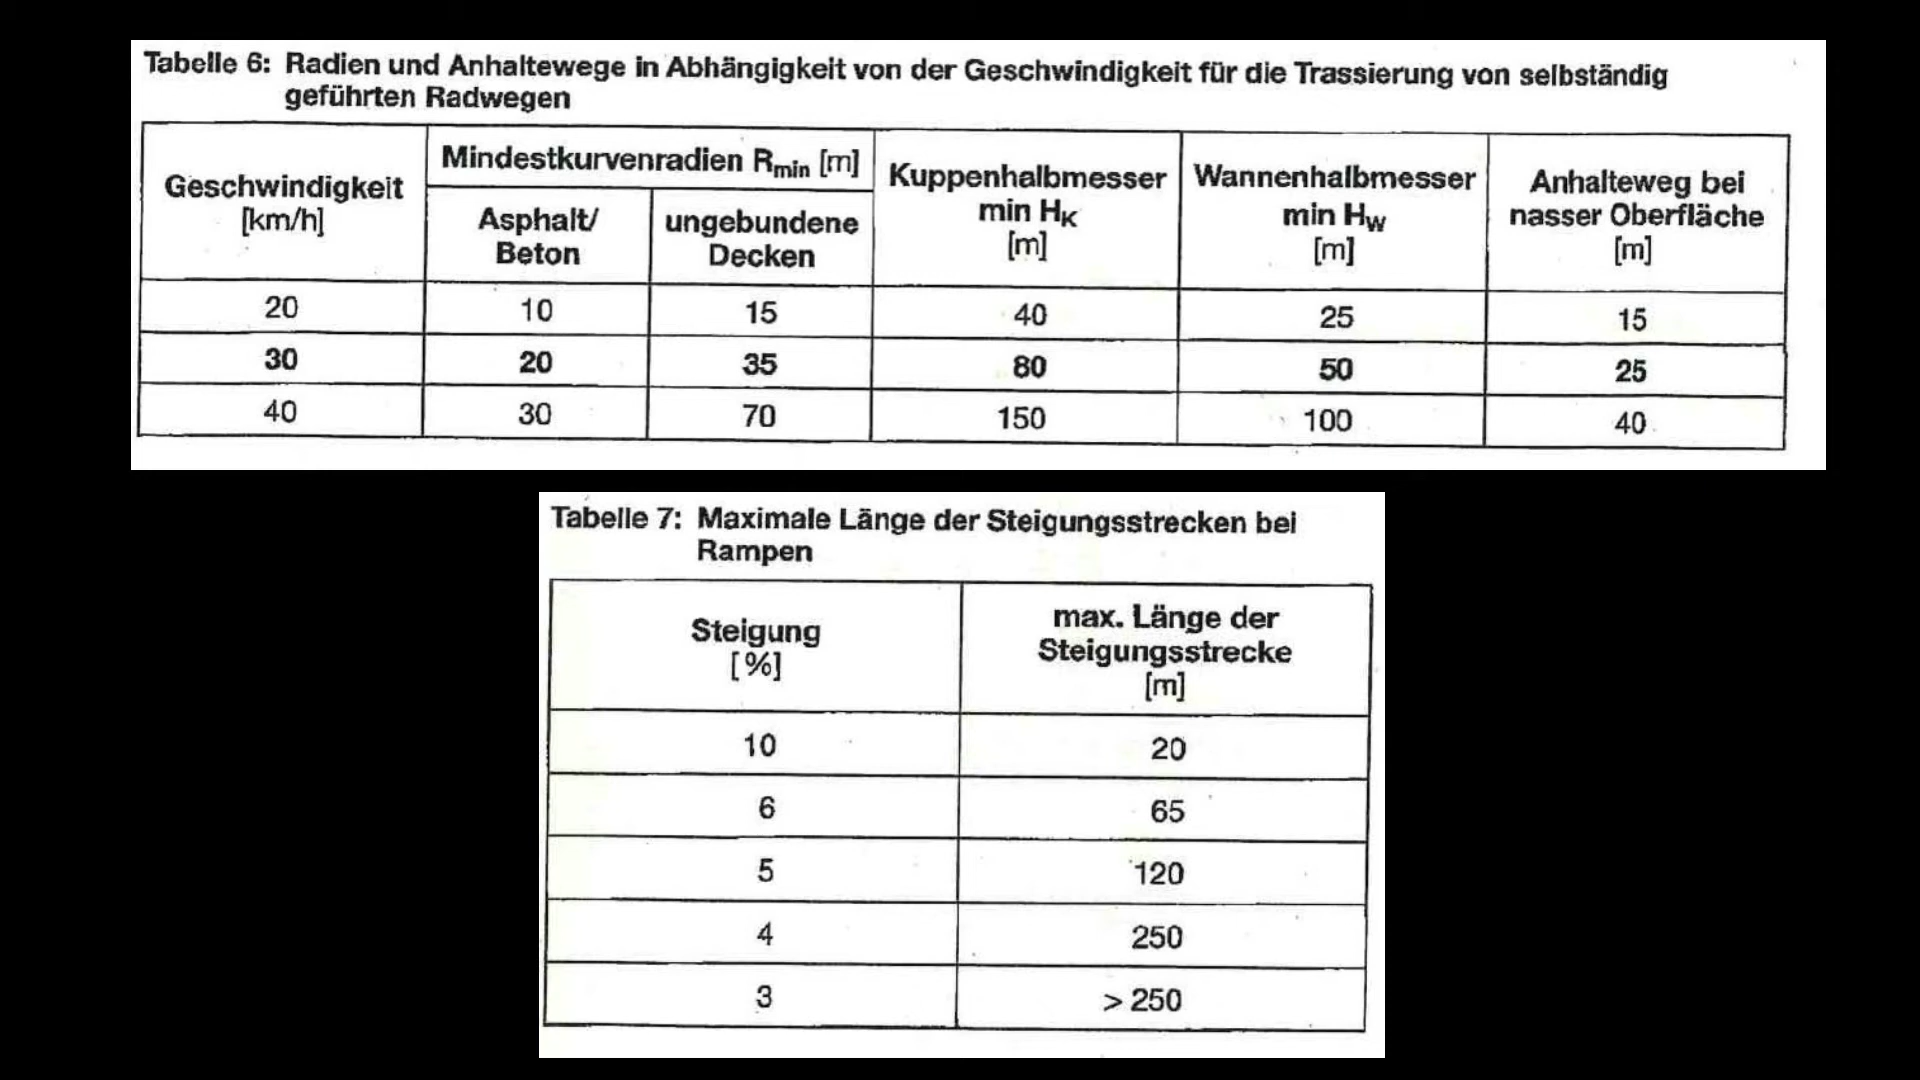 Tabelle 6: Radien und Anhaltewege in Abhängigkeit von der Geschwindigkeit für die Trassierung von selbständig
geführten Radwegen
Geschwindigkeit
[km/h]
Mindestkurvenradien Rmin [m]
Asphalt/
Beton
ungebundene
Decken
Kuppenhalbmesser
min HK
[m]
Wannenhalbmesser
min HW
[m]
Anhalteweg bei
nasser Oberfläche
[m]
20 10 15 40 25 15
30 20 35 80 50 25
40 30 70 150 100 40
Tabelle 7: Maximale Länge der Steigungsstrecken bei
Rampen
Steigung
[%]
max. Länge der
Steigungsstrecke
[m]
10 20
6 65
5 120
4 250
3 > 250